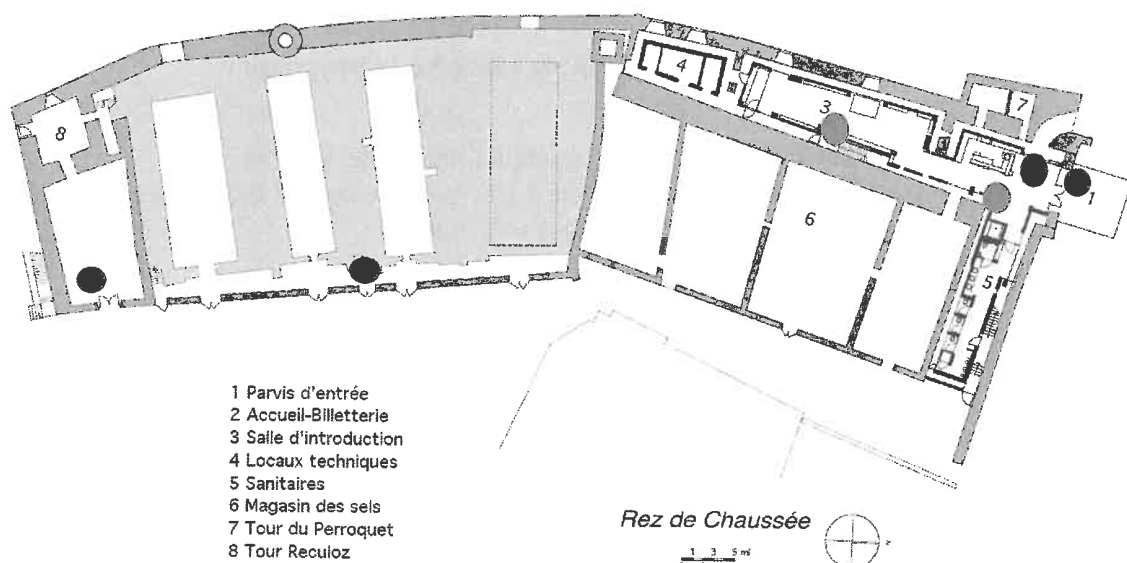 8
4
3
7
1
6
5
1 Parvis d'entrée
2 Accueil-Billetterie
3 Salle d'introduction
4 Locaux techniques
5 Sanitaires
6 Magasin des sels
7 Tour du Perroquet
8 Tour Reculoz
Rez de Chaussée
1 3 5 m